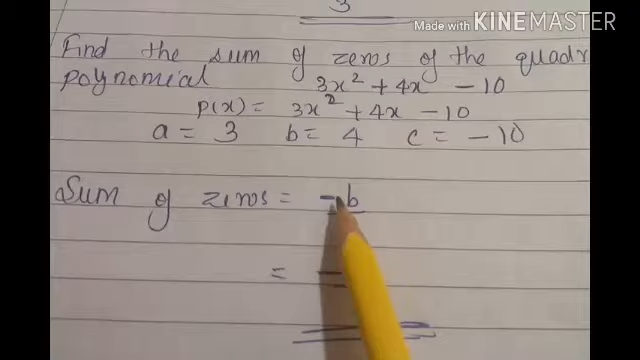 3
Made with KINEMASTER
Find the sum of zeros of the quadr
polynomial 3x² + 4x - 10
p(x) = 3x² + 4x - 10
a = 3 b = 4 c = -10
Sum of zeros = -b
= -